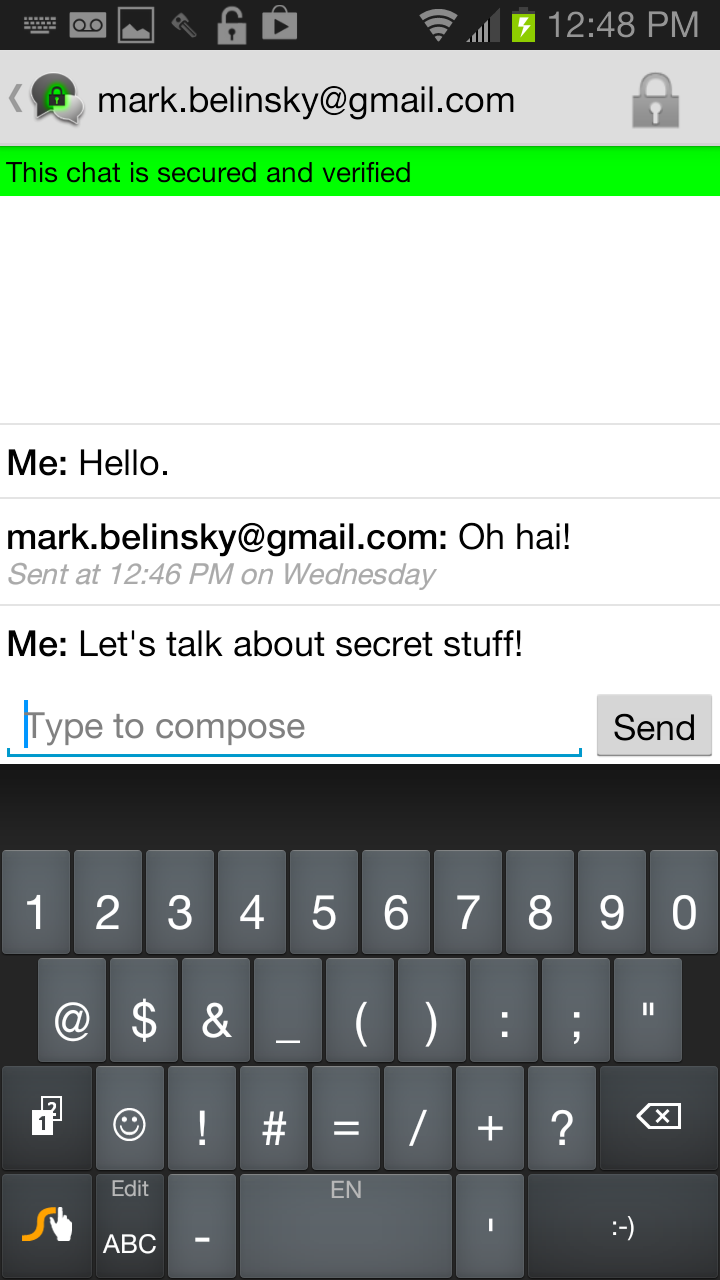 12:48 PM
mark.belinsky@gmail.com
This chat is secured and verified
Me: Hello.
mark.belinsky@gmail.com: Oh hai!
Sent at 12:46 PM on Wednesday
Me: Let's talk about secret stuff!
Type to compose Send
1 2 3 4 5 6 7 8 9 0
@ $ & _ ( ) : ; "
1 2 ! # = / + ?
Edit EN
ABC - ' :-)